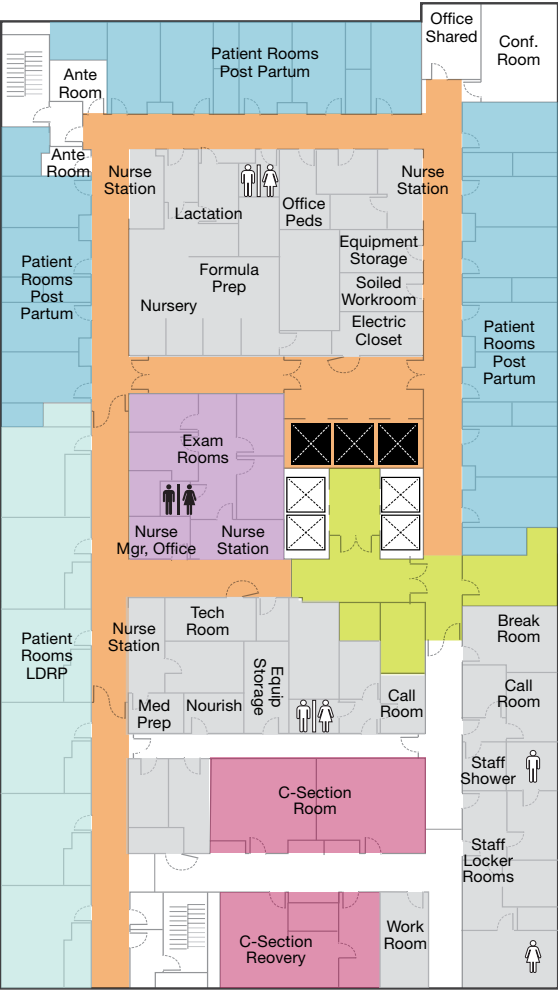 Office
Shared
Conf.
Room
Patient Rooms
Post Partum
Ante
Room
Ante
Room
Nurse
Station
Nurse
Station
Lactation
Office
Peds
Equipment
Storage
Formula
Prep
Soiled
Workroom
Nursery
Electric
Closet
Patient
Rooms
Post
Partum
Patient
Rooms
Post
Partum
Exam
Rooms
Nurse
Mgr, Office
Nurse
Station
Patient
Rooms
LDRP
Nurse
Station
Tech
Room
Break
Room
Equip
Storage
Call
Room
Med
Prep
Nourish
Call
Room
Staff
Shower
C-Section
Room
Staff
Locker
Rooms
C-Section
Reovery
Work
Room